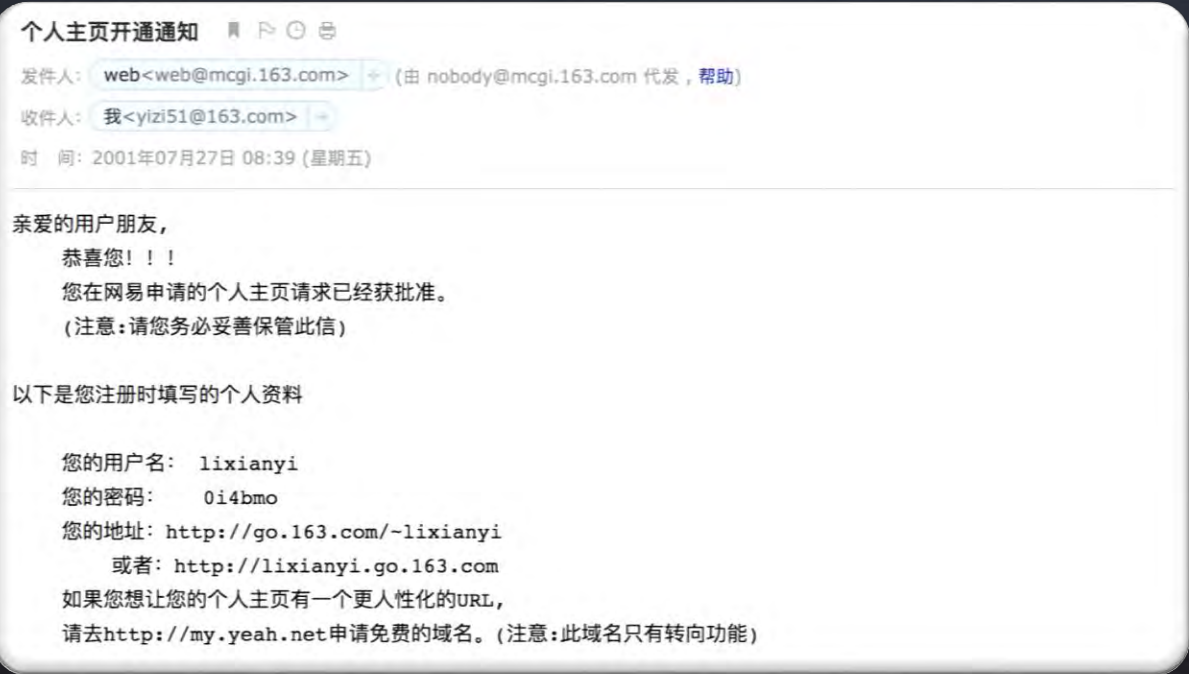 个人主页开通通知
发件人: web<web@mcgi.163.com> (由 nobody@mcgi.163.com 代发,帮助)
收件人: 我<yizi51@163.com>
时 间: 2001年07月27日 08:39 (星期五)
亲爱的用户朋友,
恭喜您!!!
您在网易申请的个人主页请求已经获批准。
(注意:请您务必妥善保管此信)
以下是您注册时填写的个人资料
您的用户名: lixianyi
您的密码: 0i4bmo
您的地址: http://go.163.com/~lixianyi
或者: http://lixianyi.go.163.com
如果您想让您的个人主页有一个更人性化的URL,
请去http://my.yeah.net申请免费的域名。(注意:此域名只有转向功能)